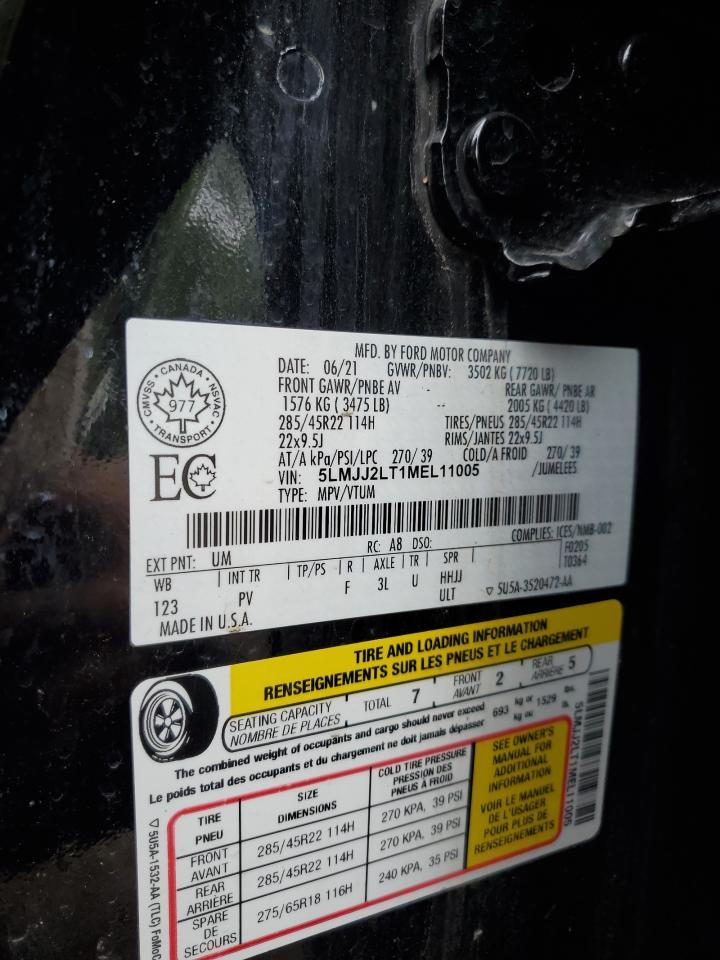 MFD. BY FORD MOTOR COMPANY
DATE: 06/21 GVWR/PNBV: 3502 KG ( 7720 LB)
FRONT GAWR/PNBE AV REAR GAWR/ PNBE AR
1576 KG ( 3475 LB) -- 2005 KG ( 4420 LB)
285/45R22 114H TIRES/PNEUS 285/45R22 114H
22x9.5J RIMS/JANTES 22x9.5J
AT/A kPa/PSI/LPC 270/ 39 COLD/A FROID 270/ 39
VIN: 5LMJJ2LT1MEL11005 /JUMELEES
TYPE: MPV/VTUM
CANADA
CMVSS NSVAC
977
TRANSPORT
EC
COMPLIES: ICES/NMB-002
EXT PNT: UM RC: A8 DSO: F0205
WB INT TR TP/PS R AXLE TR SPR T0364
123 PV F 3L U HHJJ
ULT
MADE IN U.S.A. ▽ 5U5A-3520472-AA
TIRE AND LOADING INFORMATION
RENSEIGNEMENTS SUR LES PNEUS ET LE CHARGEMENT
SEATING CAPACITY TOTAL 7 FRONT 2 REAR 5
NOMBRE DE PLACES AVANT ARRIÈRE
The combined weight of occupants and cargo should never exceed 693 kg or 1529 lbs.
Le poids total des occupants et du chargement ne doit jamais dépasser kg ou lb.
TIRE SIZE COLD TIRE PRESSURE
PNEU DIMENSIONS PRESSION DES
PNEUS À FROID
FRONT 285/45R22 114H 270 KPA, 39 PSI
AVANT
REAR 285/45R22 114H 270 KPA, 39 PSI
ARRIÈRE
SPARE 275/65R18 116H 240 KPA, 35 PSI
DE
SECOURS
SEE OWNER'S
MANUAL FOR
ADDITIONAL
INFORMATION
VOIR LE MANUEL
DE L'USAGER
POUR PLUS DE
RENSEIGNEMENTS
5LMJJ2LT1MEL11005
▽ 5U5A-1532-AA (TLC) FoMoC